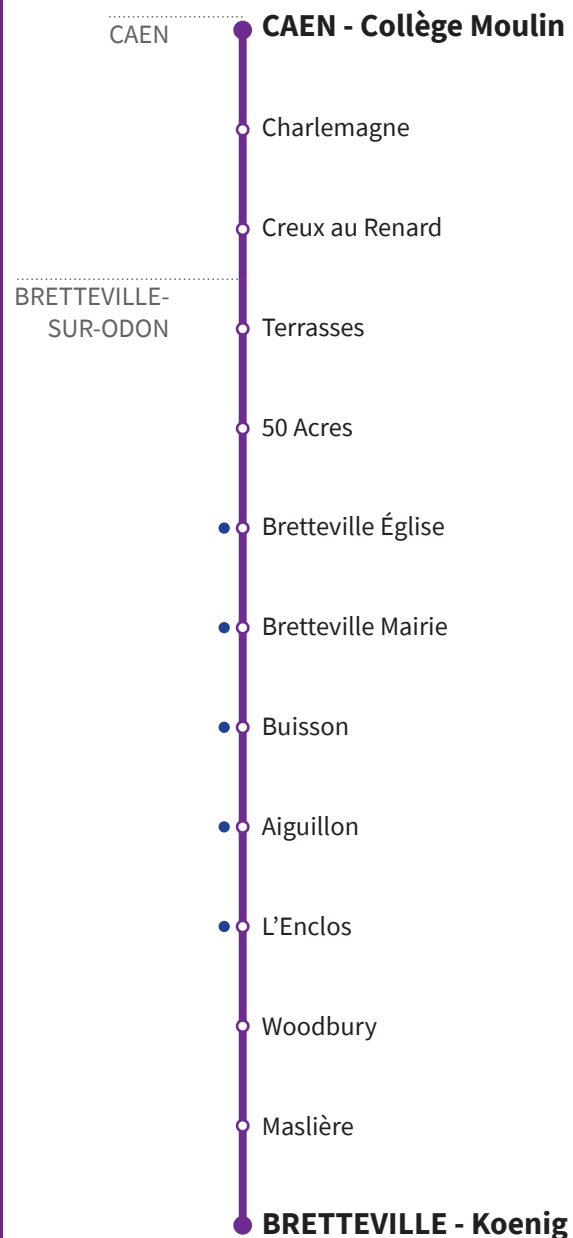 CAEN
CAEN - Collège Moulin
Charlemagne
Creux au Renard
BRETTEVILLE-
SUR-ODON
Terrasses
50 Acres
Bretteville Église
Bretteville Mairie
Buisson
Aiguillon
L’Enclos
Woodbury
Maslière
BRETTEVILLE - Koenig